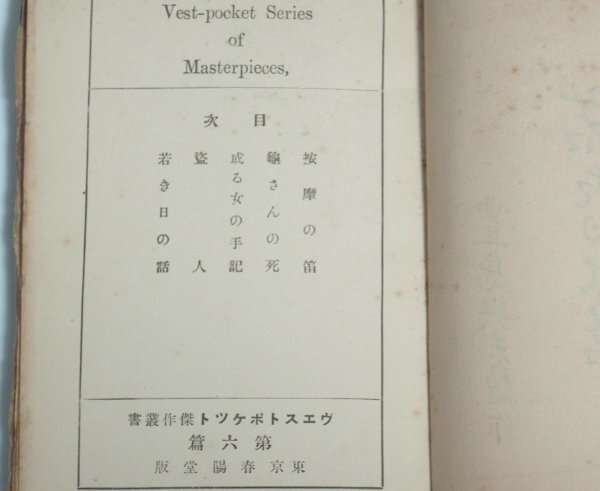 Vest-pocket Series
of
Masterpieces,
目次
按摩の笛
龜さんの死
或る女の手記
盜人
若き日の話
ヴエストポケツト傑作叢書
第六篇
東京春陽堂版